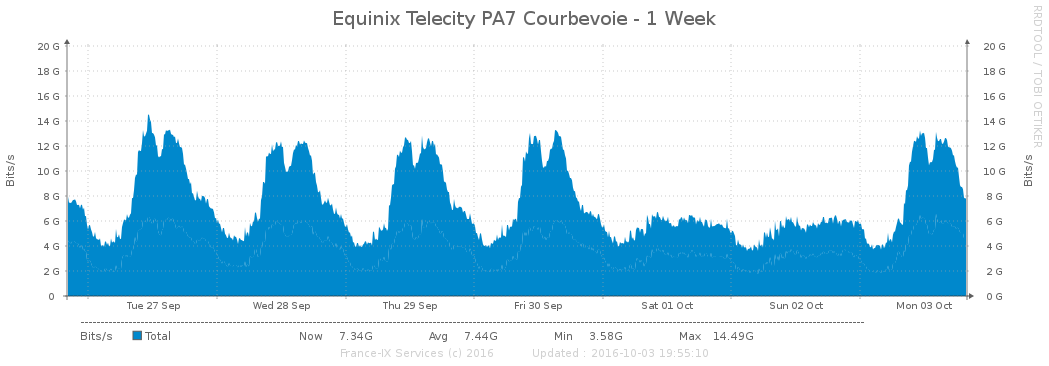 Equinix Telecity PA7 Courbevoie - 1 Week
RRDTOOL / TOBI OETIKER
Bits/s
20 G 20 G
18 G 18 G
16 G 16 G
14 G 14 G
12 G 12 G
10 G 10 G
8 G 8 G
6 G 6 G
4 G 4 G
2 G 2 G
0 0 G
Bits/s
Tue 27 Sep Wed 28 Sep Thu 29 Sep Fri 30 Sep Sat 01 Oct Sun 02 Oct Mon 03 Oct
Bits/s Total Now 7.34G Avg 7.44G Min 3.58G Max 14.49G
France-IX Services (c) 2016 Updated : 2016-10-03 19:55:10